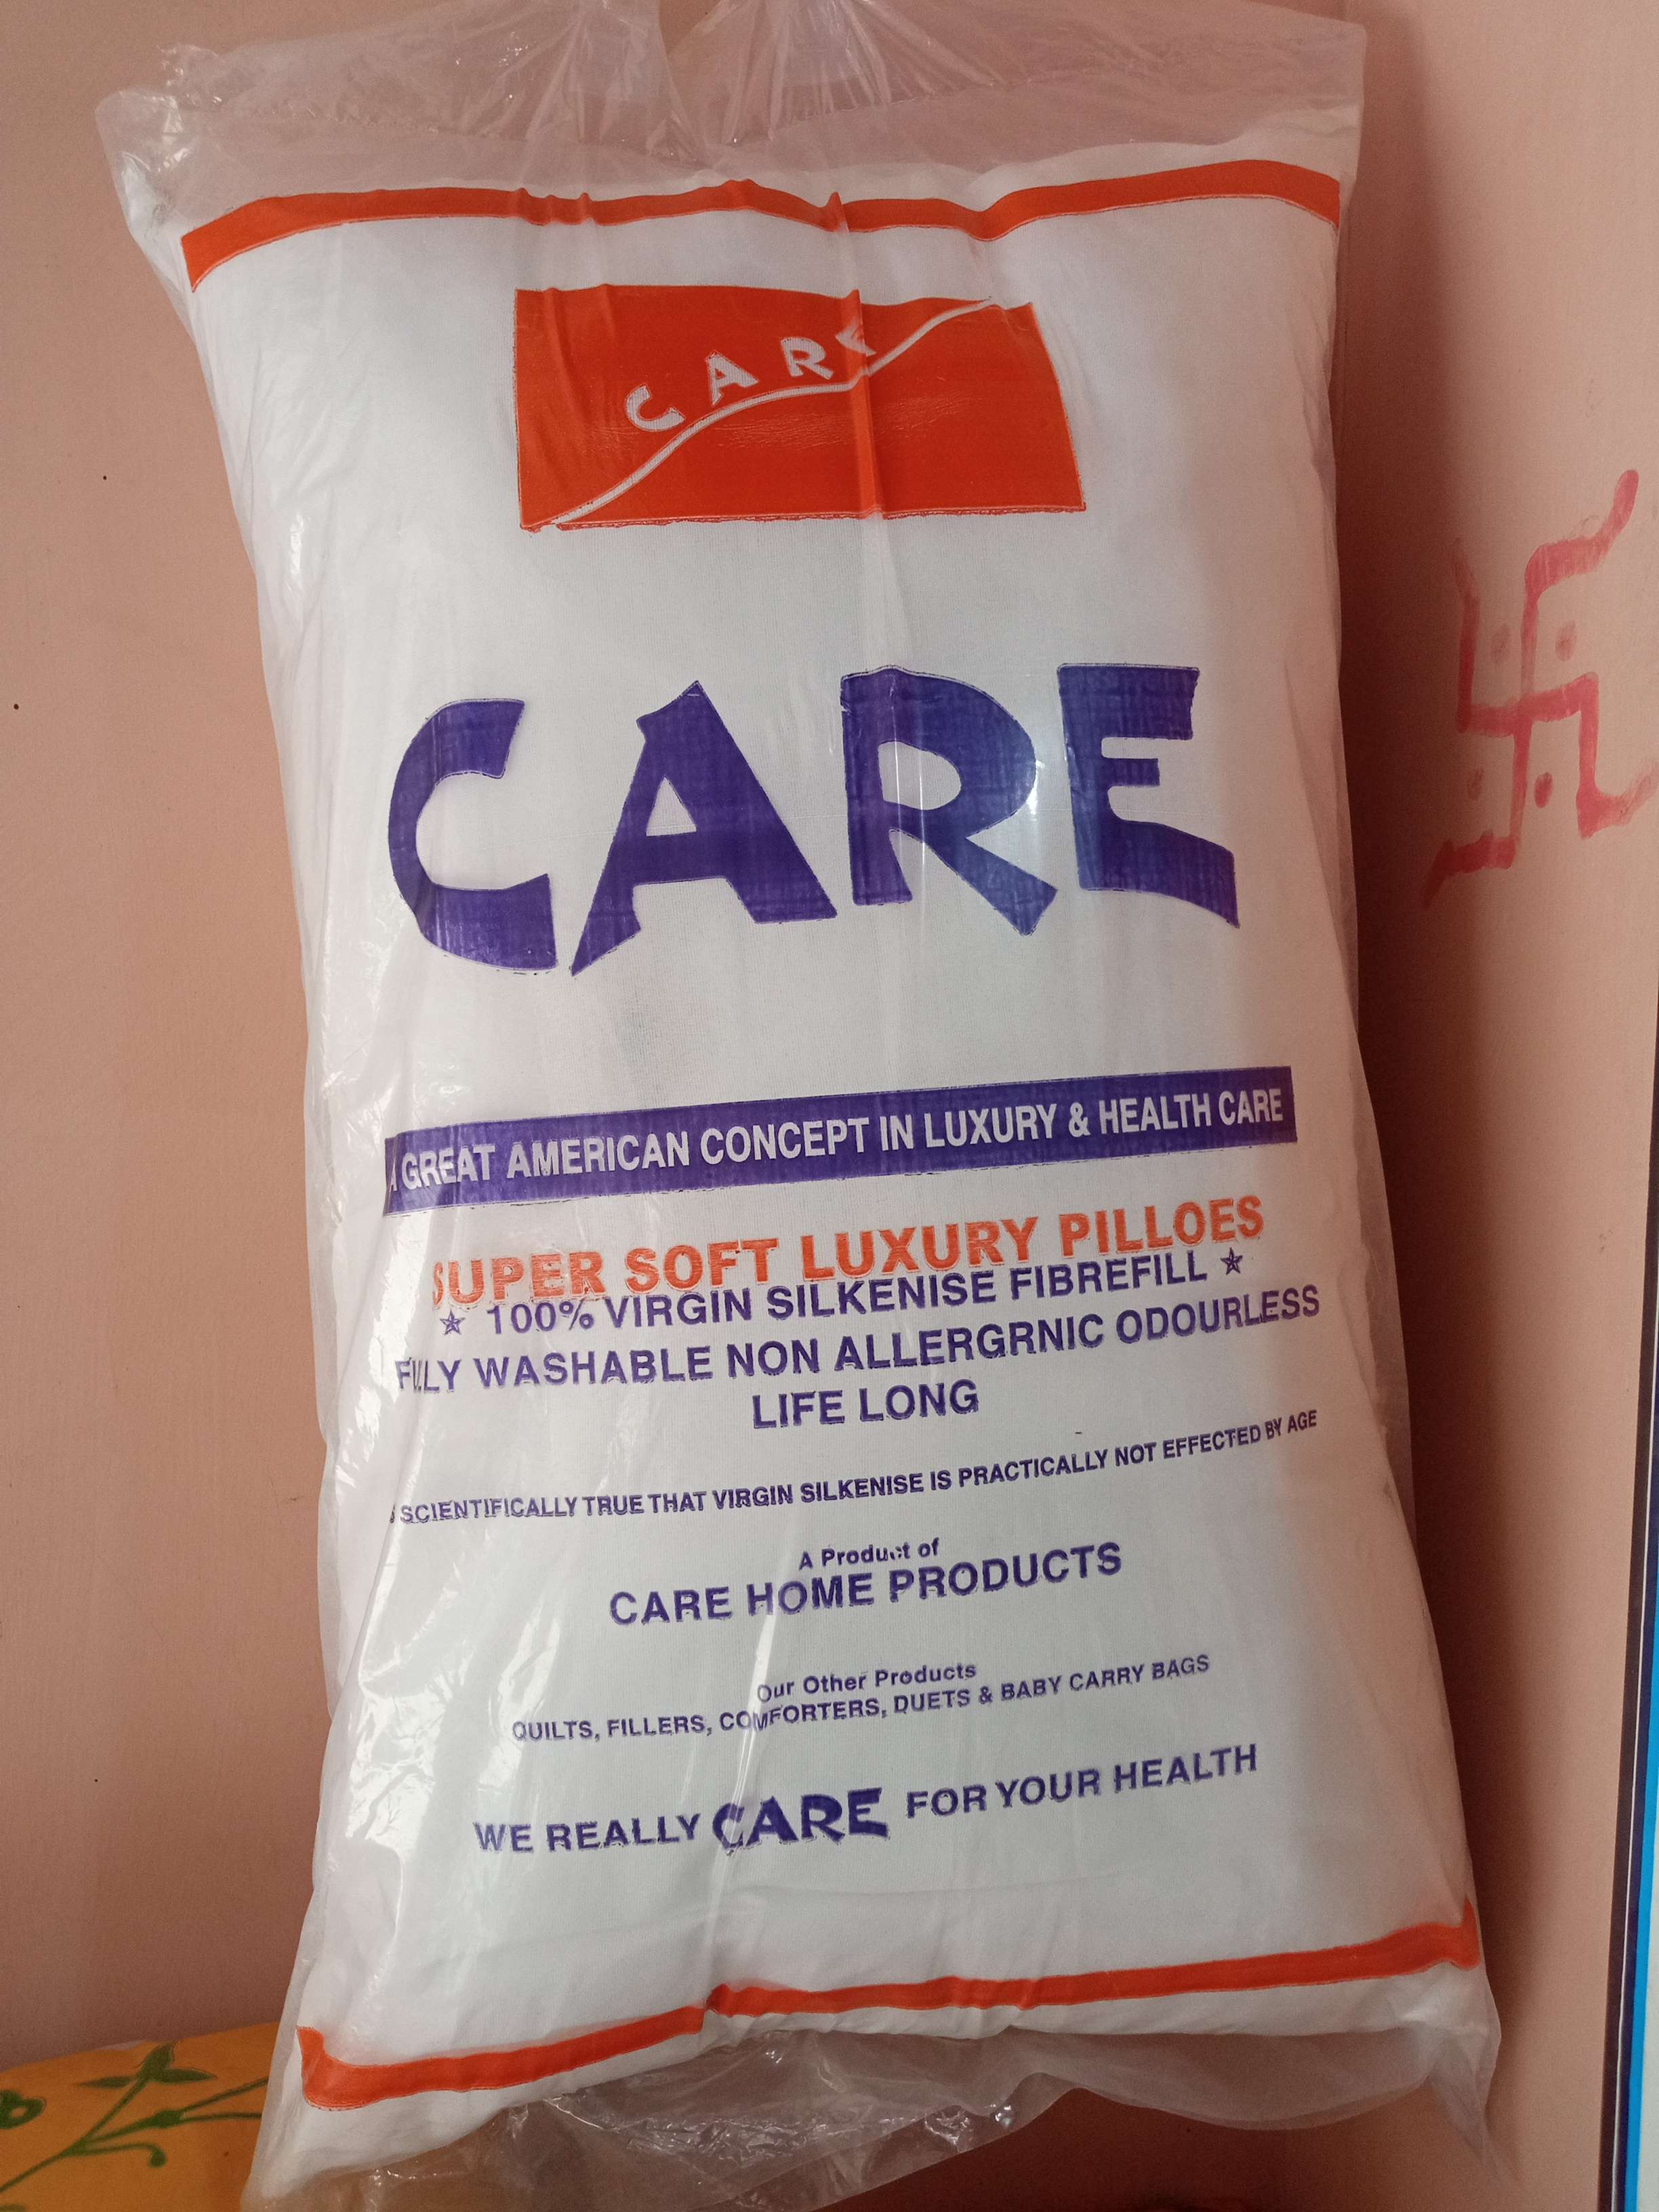 CARE
CARE
A GREAT AMERICAN CONCEPT IN LUXURY & HEALTH CARE
SUPER SOFT LUXURY PILLOES
100% VIRGIN SILKENISE FIBREFILL
FULLY WASHABLE NON ALLERGRNIC ODOURLESS
LIFE LONG
SCIENTIFICALLY TRUE THAT VIRGIN SILKENISE IS PRACTICALLY NOT EFFECTED BY AGE
A Product of
CARE HOME PRODUCTS
Our Other Products
QUILTS, FILLERS, COMFORTERS, DUETS & BABY CARRY BAGS
WE REALLY CARE FOR YOUR HEALTH